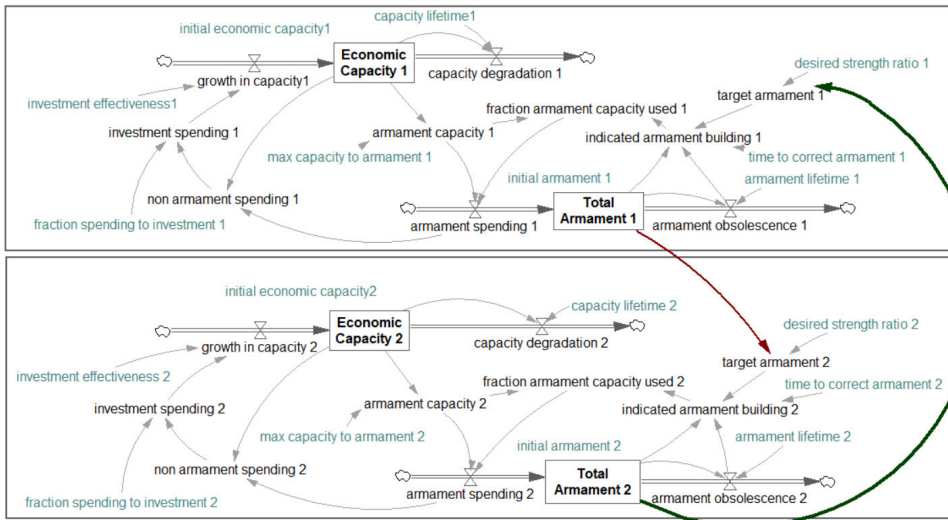 initial economic capacity1
capacity lifetime1
Economic
Capacity 1
growth in capacity1
capacity degradation 1
desired strength ratio 1
investment effectiveness1
fraction armament capacity used 1
target armament 1
investment spending 1
armament capacity 1
indicated armament building 1
max capacity to armament 1
time to correct armament 1
initial armament 1
armament lifetime 1
non armament spending 1
Total
Armament 1
fraction spending to investment 1
armament spending 1
armament obsolescence 1
initial economic capacity2
capacity lifetime 2
Economic
Capacity 2
desired strength ratio 2
growth in capacity 2
capacity degradation 2
target armament 2
investment effectiveness 2
fraction armament capacity used 2
time to correct armament 2
investment spending 2
armament capacity 2
indicated armament building 2
max capacity to armament 2
initial armament 2
armament lifetime 2
non armament spending 2
Total
Armament 2
fraction spending to investment 2
armament spending 2
armament obsolescence 2